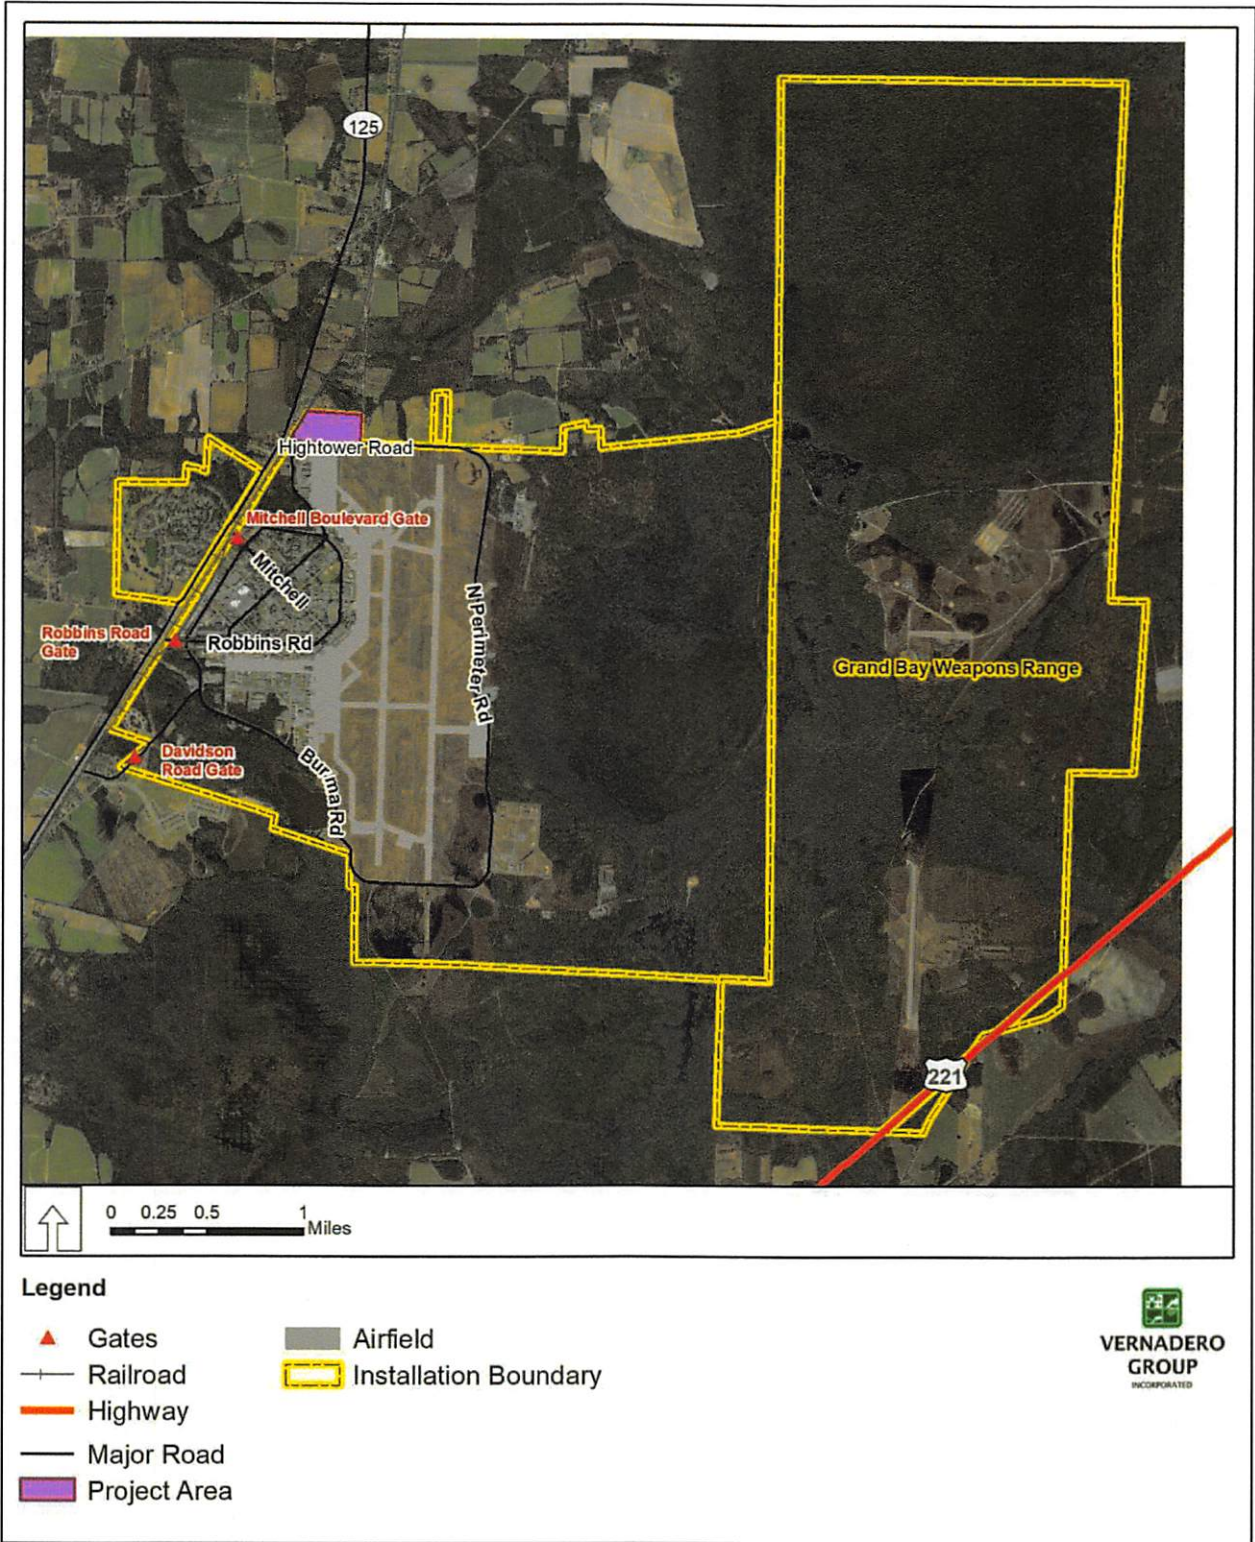 125
Hightower Road
Mitchell Boulevard Gate
Mitchell
N Perimeter Rd
Robbins Road
Gate
Robbins Rd
Grand Bay Weapons Range
Davidson
Road Gate
Burma Rd
221
0 0.25 0.5 1
Miles
Legend
Gates
Railroad
Highway
Major Road
Project Area
Airfield
Installation Boundary
VERNADERO
GROUP
INCORPORATED